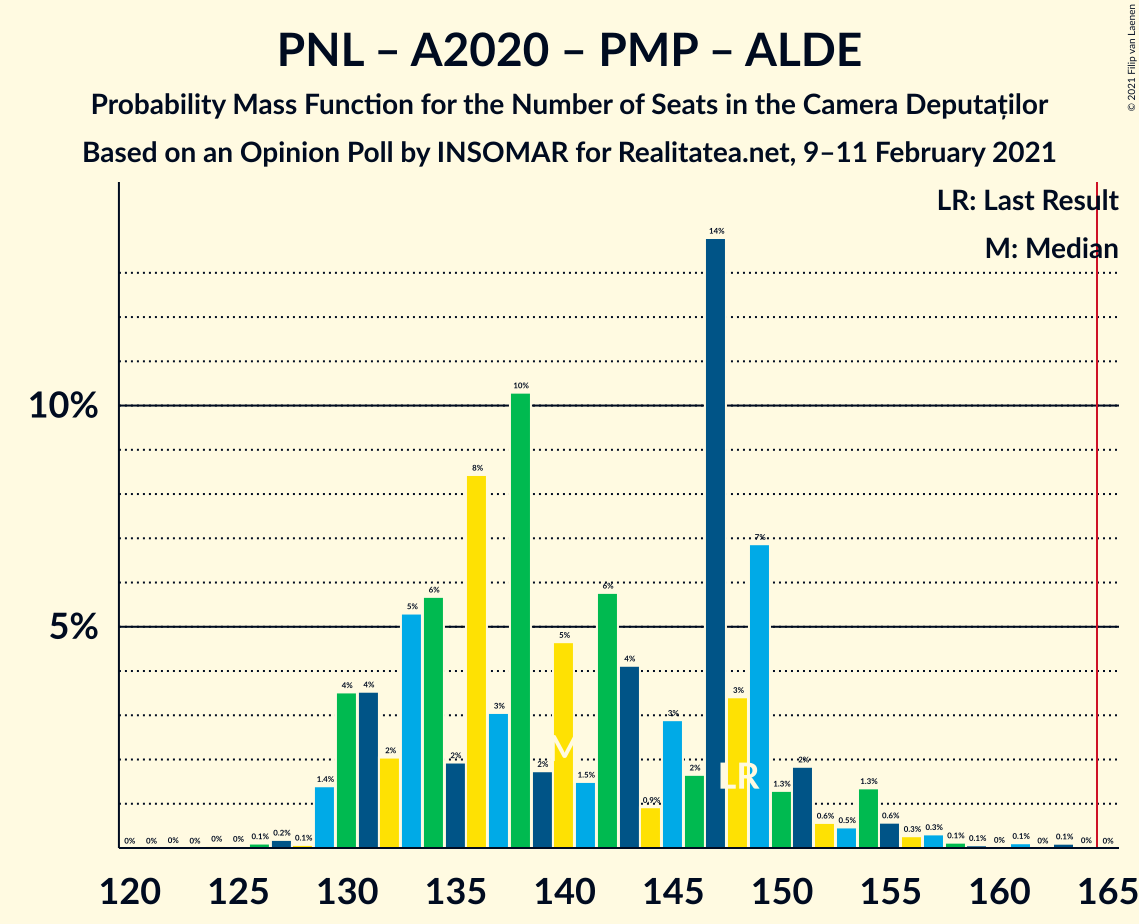 © 2021 Filip van Laenen
PNL – A2020 – PMP – ALDE
Probability Mass Function for the Number of Seats in the Camera Deputaților
Based on an Opinion Poll by INSOMAR for Realitatea.net, 9–11 February 2021
LR: Last Result
M: Median
10%
5%
0% 0% 0% 0% 0% 0% 0.1% 0.2% 0.1% 1.4% 4% 4% 2% 5% 6% 2% 8% 3% 10% 2% 5% 1.5% 6% 4% 0.9% 3% 2% 14% 3% 7% 1.3% 2% 0.6% 0.5% 1.3% 0.6% 0.3% 0.3% 0.1% 0.1% 0% 0.1% 0% 0.1% 0% 0%
M
LR
120 125 130 135 140 145 150 155 160 165